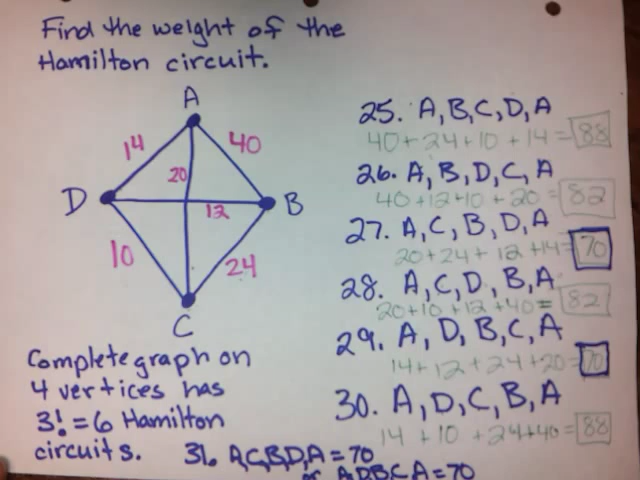 Find the weight of the
Hamilton circuit.
A
14
40
20
D
12
B
10
24
C
Complete graph on
4 vertices has
3! = 6 Hamilton
circuits.
25. A, B, C, D, A
40 + 24 + 10 + 14 = 88
26. A, B, D, C, A
40 + 12 + 10 + 20 = 82
27. A, C, B, D, A
20 + 24 + 12 + 14 = 70
28. A, C, D, B, A
20 + 10 + 12 + 40 = 82
29. A, D, B, C, A
14 + 12 + 24 + 20 = 70
30. A, D, C, B, A
14 + 10 + 24 + 40 = 88
31. A,C,B,D,A = 70
or A,D,B,C,A = 70